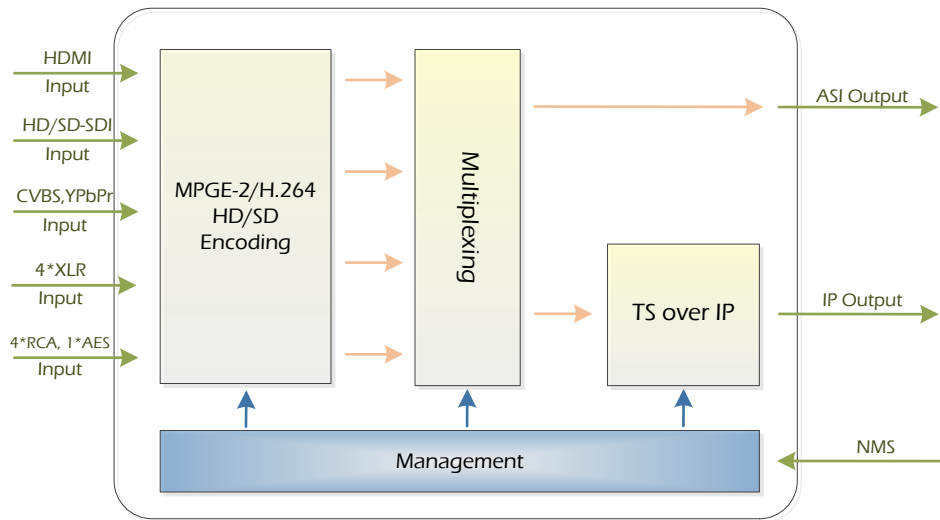 HDMI
Input
HD/SD-SDI
Input
CVBS,YPbPr
Input
4*XLR
Input
4*RCA, 1*AES
Input
MPGE-2/H.264
HD/SD
Encoding
Multiplexing
TS over IP
Management
ASI Output
IP Output
NMS